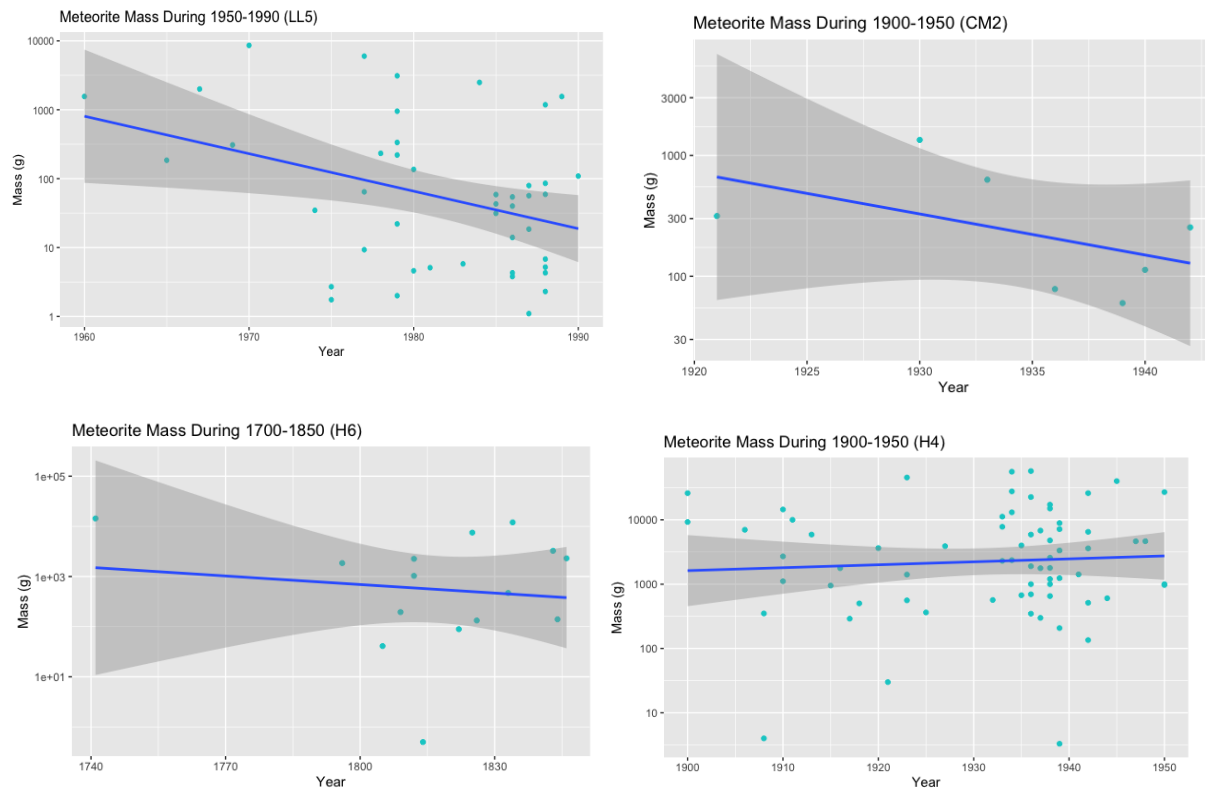 Meteorite Mass During 1950-1990 (LL5)
10000
1000
100
10
1
Mass (g)
1960
1970
1980
1990
Year
Meteorite Mass During 1900-1950 (CM2)
3000
1000
300
100
30
Mass (g)
1920
1925
1930
1935
1940
Year
Meteorite Mass During 1700-1850 (H6)
1e+05
1e+03
1e+01
Mass (g)
1740
1770
1800
1830
Year
Meteorite Mass During 1900-1950 (H4)
10000
1000
100
10
Mass (g)
1900
1910
1920
1930
1940
1950
Year